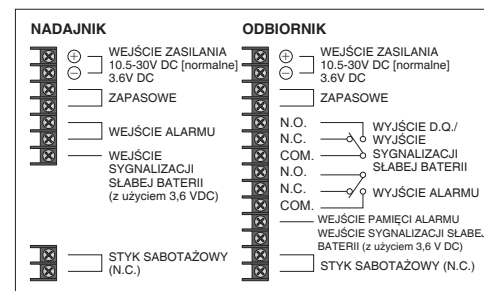 NADAJNIK
WEJŚCIE ZASILANIA
10.5-30V DC [normalne]
3.6V DC
ZAPASOWE
WEJŚCIE ALARMU
WEJŚCIE
SYGNALIZACJI
SŁABEJ BATERII
(z użyciem 3,6 VDC)
STYK SABOTAŻOWY
(N.C.)
ODBIORNIK
WEJŚCIE ZASILANIA
10.5-30V DC [normalne]
3.6V DC
ZAPASOWE
N.O.
N.C.
COM.
WYJŚCIE D.Q./
WYJŚCIE
SYGNALIZACJI
SŁABEJ BATERII
N.O.
N.C.
COM.
WYJŚCIE ALARMU
WEJŚCIE PAMIĘCI ALARMU
WEJŚCIE SYGNALIZACJI SŁABEJ
BATERII (z użyciem 3,6 V DC)
STYK SABOTAŻOWY (N.C.)